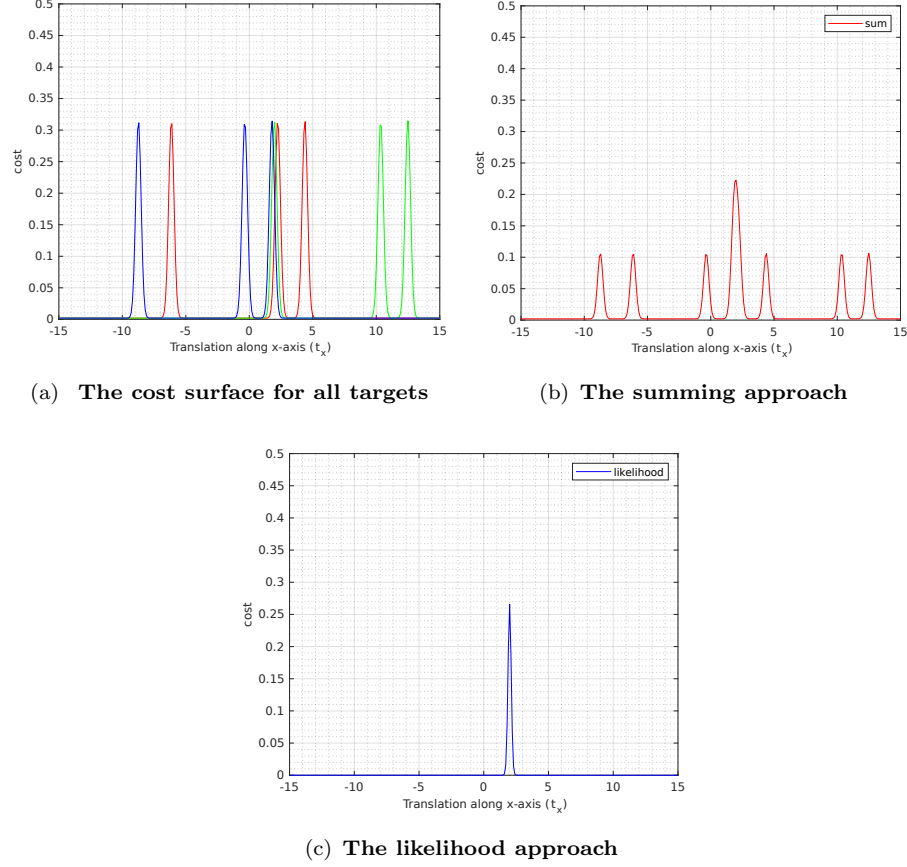 0.5
0.45
0.4
0.35
0.3
0.25
0.2
0.15
0.1
0.05
0
cost
-15 -10 -5 0 5 10 15
Translation along x-axis (t_x)
(a) The cost surface for all targets
sum
0.5
0.45
0.4
0.35
0.3
0.25
0.2
0.15
0.1
0.05
0
cost
-15 -10 -5 0 5 10 15
Translation along x-axis (t_x)
(b) The summing approach
likelihood
0.5
0.45
0.4
0.35
0.3
0.25
0.2
0.15
0.1
0.05
0
cost
-15 -10 -5 0 5 10 15
Translation along x-axis (t_x)
(c) The likelihood approach